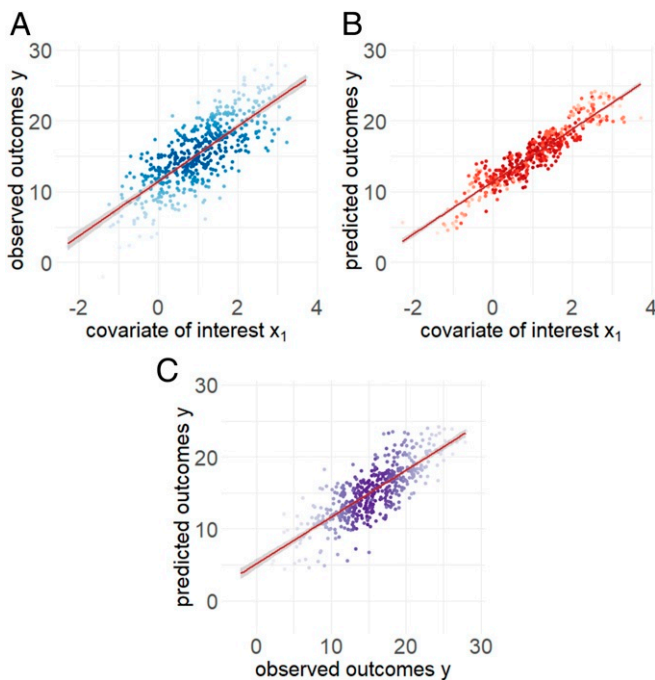 A
B
30
20
10
0
observed outcomes y
-2
0
2
4
covariate of interest x₁
30
20
10
0
predicted outcomes y
-2
0
2
4
covariate of interest x₁
C
30
20
10
0
predicted outcomes y
0
10
20
30
observed outcomes y